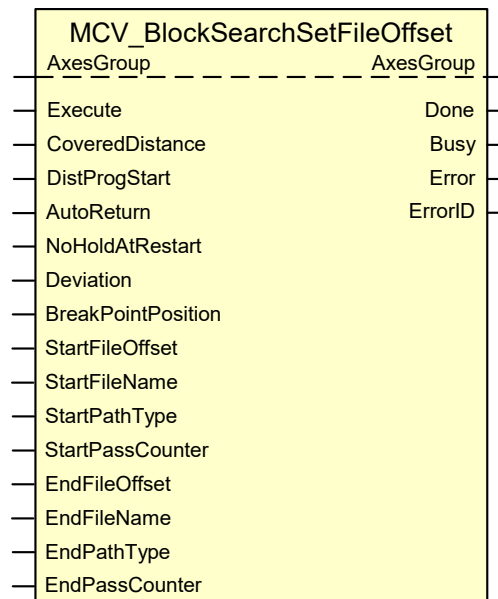 MCV_BlockSearchSetFileOffset
AxesGroup AxesGroup
Execute Done
CoveredDistance Busy
DistProgStart Error
AutoReturn ErrorID
NoHoldAtRestart
Deviation
BreakPointPosition
StartFileOffset
StartFileName
StartPathType
StartPassCounter
EndFileOffset
EndFileName
EndPathType
EndPassCounter